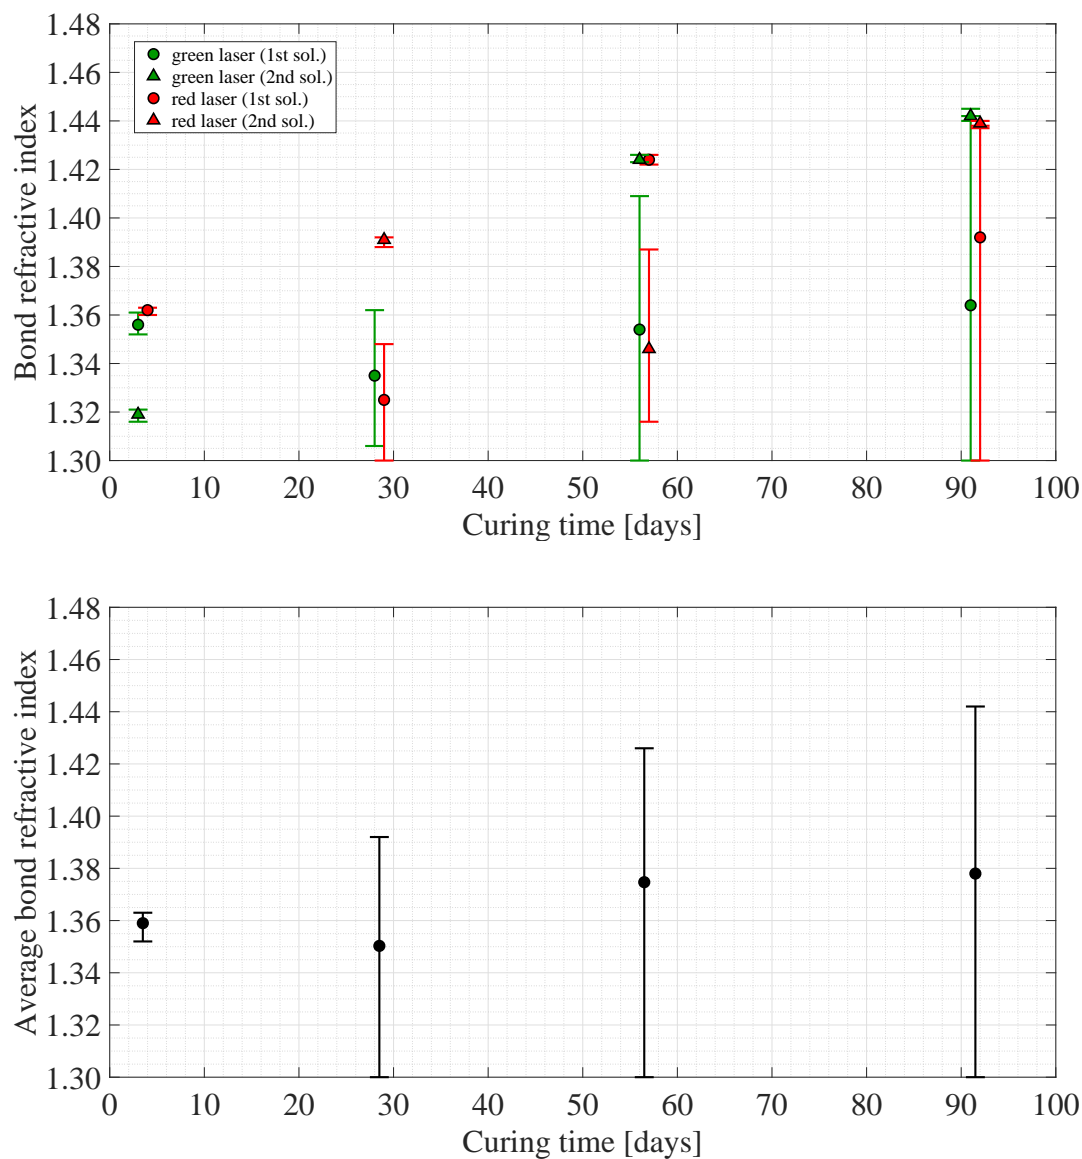 1.48
1.46
1.44
1.42
1.40
1.38
1.36
1.34
1.32
1.30
Bond refractive index
green laser (1st sol.)
green laser (2nd sol.)
red laser (1st sol.)
red laser (2nd sol.)
0 10 20 30 40 50 60 70 80 90 100
Curing time [days]
1.48
1.46
1.44
1.42
1.40
1.38
1.36
1.34
1.32
1.30
Average bond refractive index
0 10 20 30 40 50 60 70 80 90 100
Curing time [days]